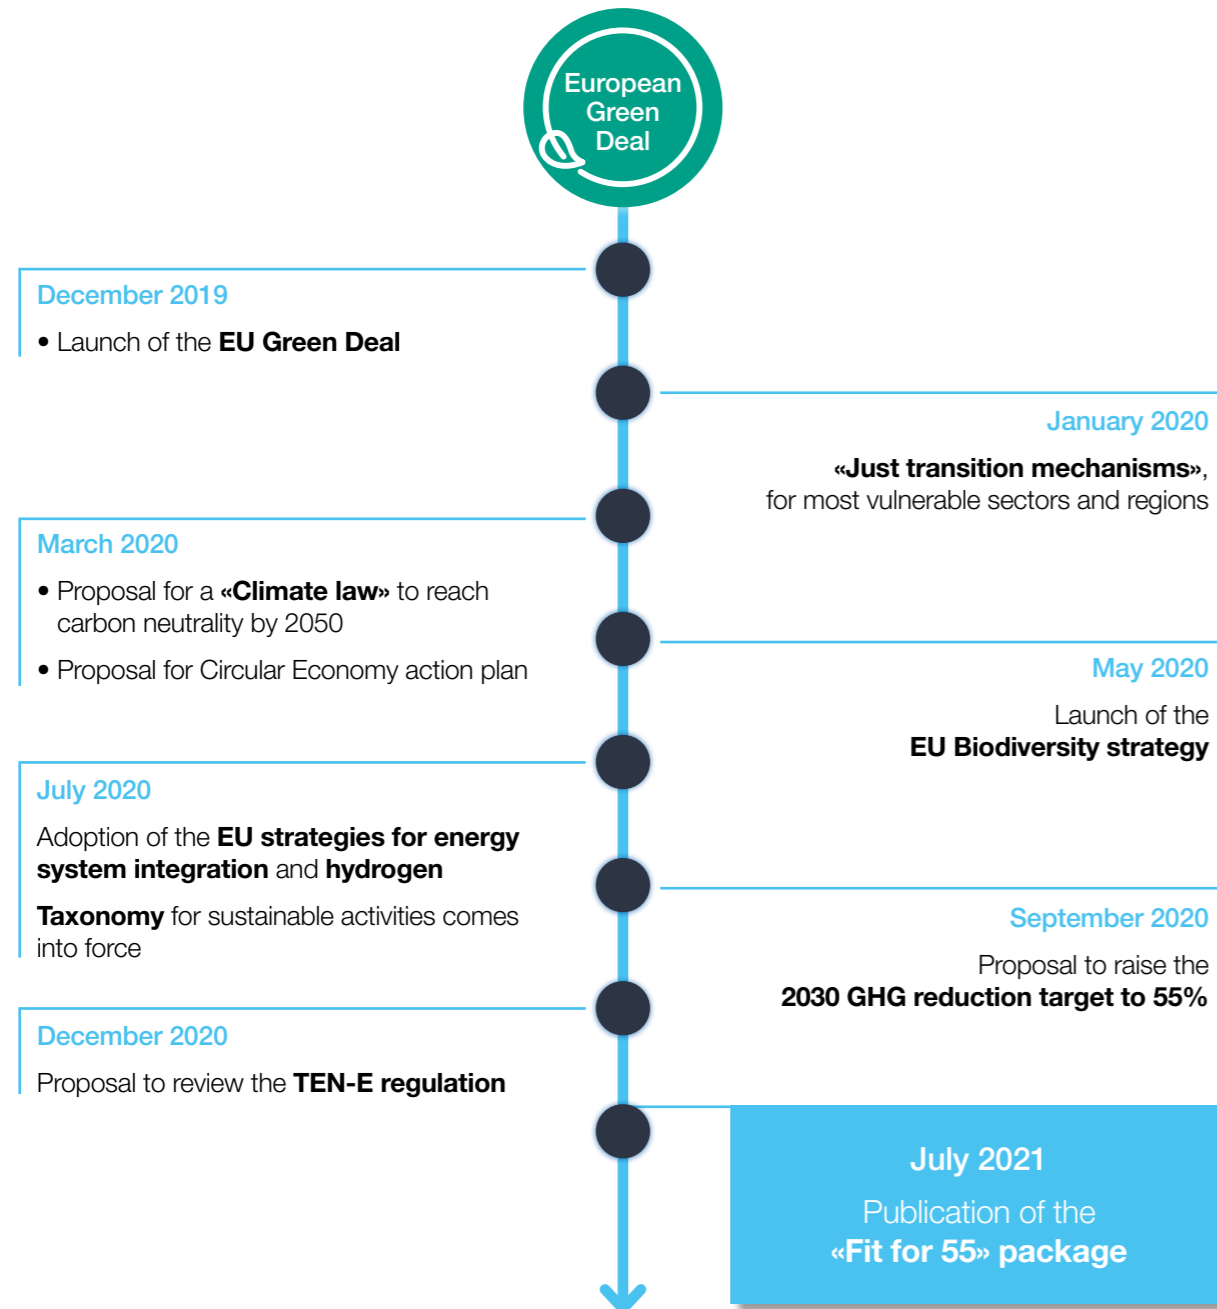 European
Green
Deal
December 2019
• Launch of the EU Green Deal
January 2020
«Just transition mechanisms»,
for most vulnerable sectors and regions
March 2020
• Proposal for a «Climate law» to reach
carbon neutrality by 2050
• Proposal for Circular Economy action plan
May 2020
Launch of the
EU Biodiversity strategy
July 2020
Adoption of the EU strategies for energy
system integration and hydrogen
Taxonomy for sustainable activities comes
into force
September 2020
Proposal to raise the
2030 GHG reduction target to 55%
December 2020
Proposal to review the TEN-E regulation
July 2021
Publication of the
«Fit for 55» package